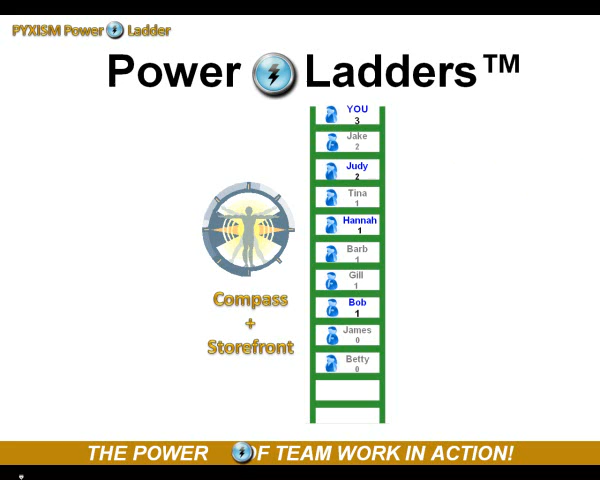 PYXISM Power Ladder
Power Ladders™
YOU
3
Jake
2
Judy
2
Tina
1
Hannah
1
Barb
1
Gill
1
Bob
1
James
0
Betty
0
Compass
+
Storefront
THE POWER OF TEAM WORK IN ACTION!